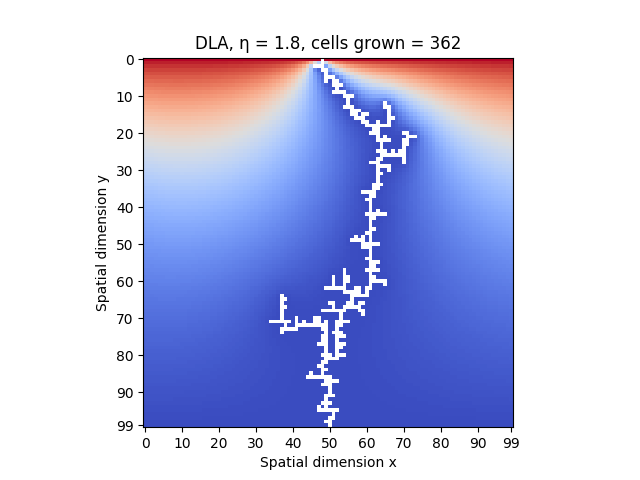 DLA, η = 1.8, cells grown = 362
Spatial dimension y
0
10
20
30
40
50
60
70
80
90
99
0 10 20 30 40 50 60 70 80 90 99
Spatial dimension x